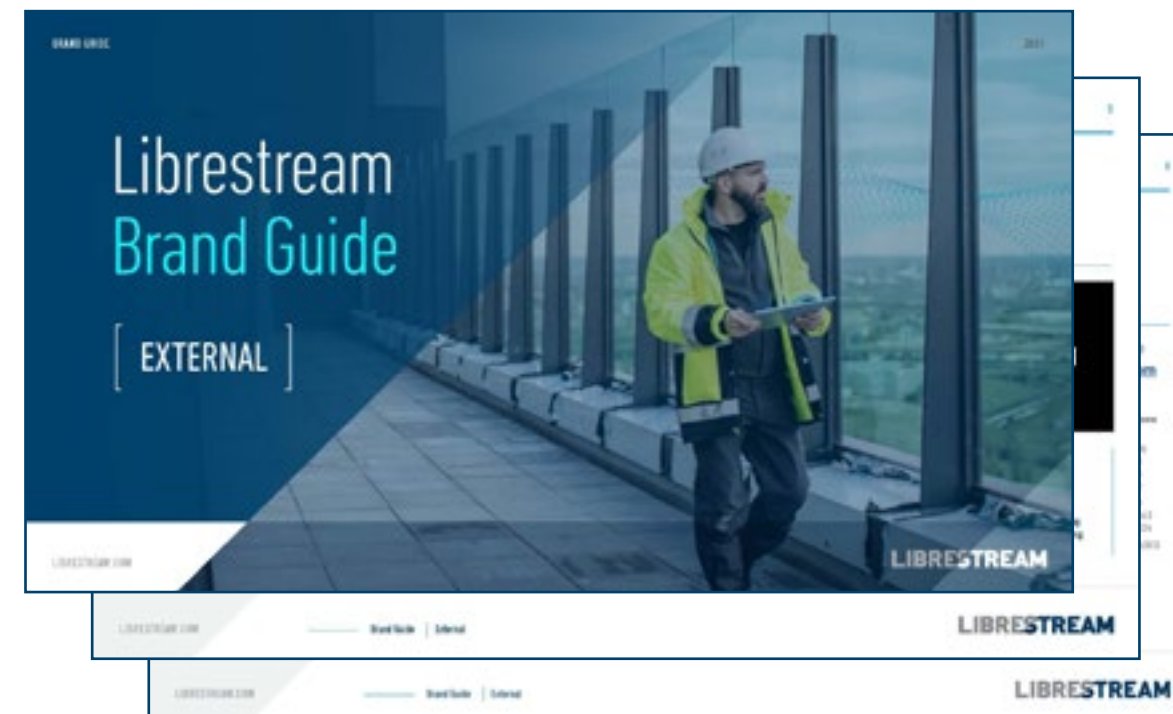 BRAND GUIDE
2021
Librestream
Brand Guide
EXTERNAL
LIBRESTREAM.COM
LIBRESTREAM
LIBRESTREAM.COM
Brand Guide | External
LIBRESTREAM
LIBRESTREAM.COM
Brand Guide | External
LIBRESTREAM